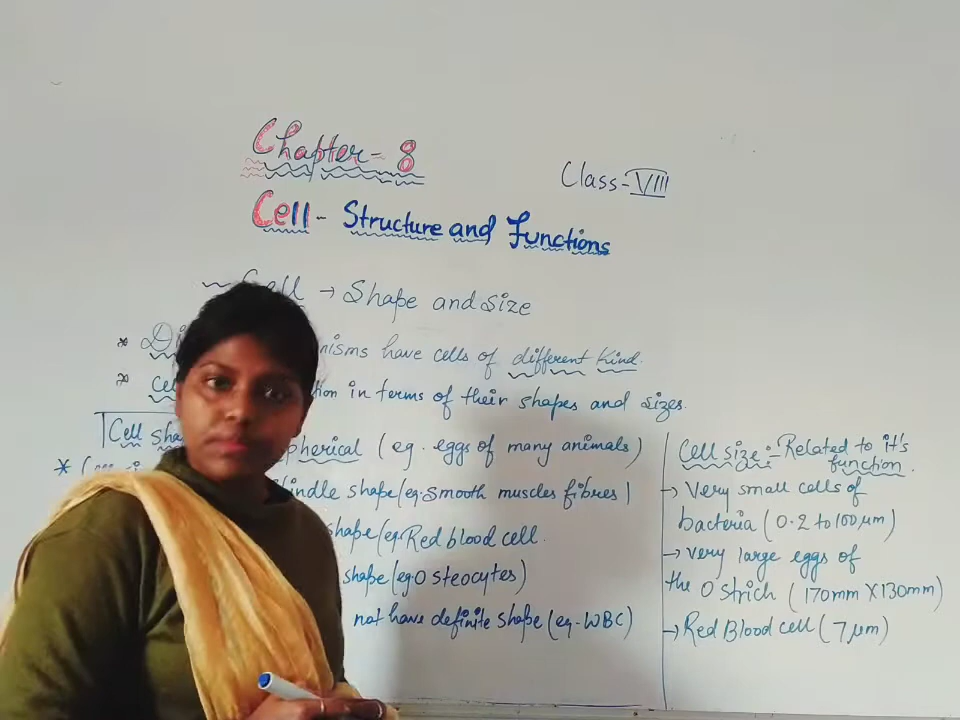 Chapter - 8
Class - VIII
Cell - Structure and Functions
Cell → Shape and size
* nisms have cells of different kind.
* in terms of their shapes and sizes.
Cell
* pherical (eg. eggs of many animals)
indle shape (eg. smooth muscles fibres)
shape (eg. Red blood cell.
shape (eg. Osteocytes)
not have definite shape (eg - WBC)
Cell size :- Related to it's
function.
→ Very small cells of
bacteria (0.2 to 100 μm)
→ very large eggs of
the Ostrich (170mm X 130mm)
→ Red Blood cell (7 μm)